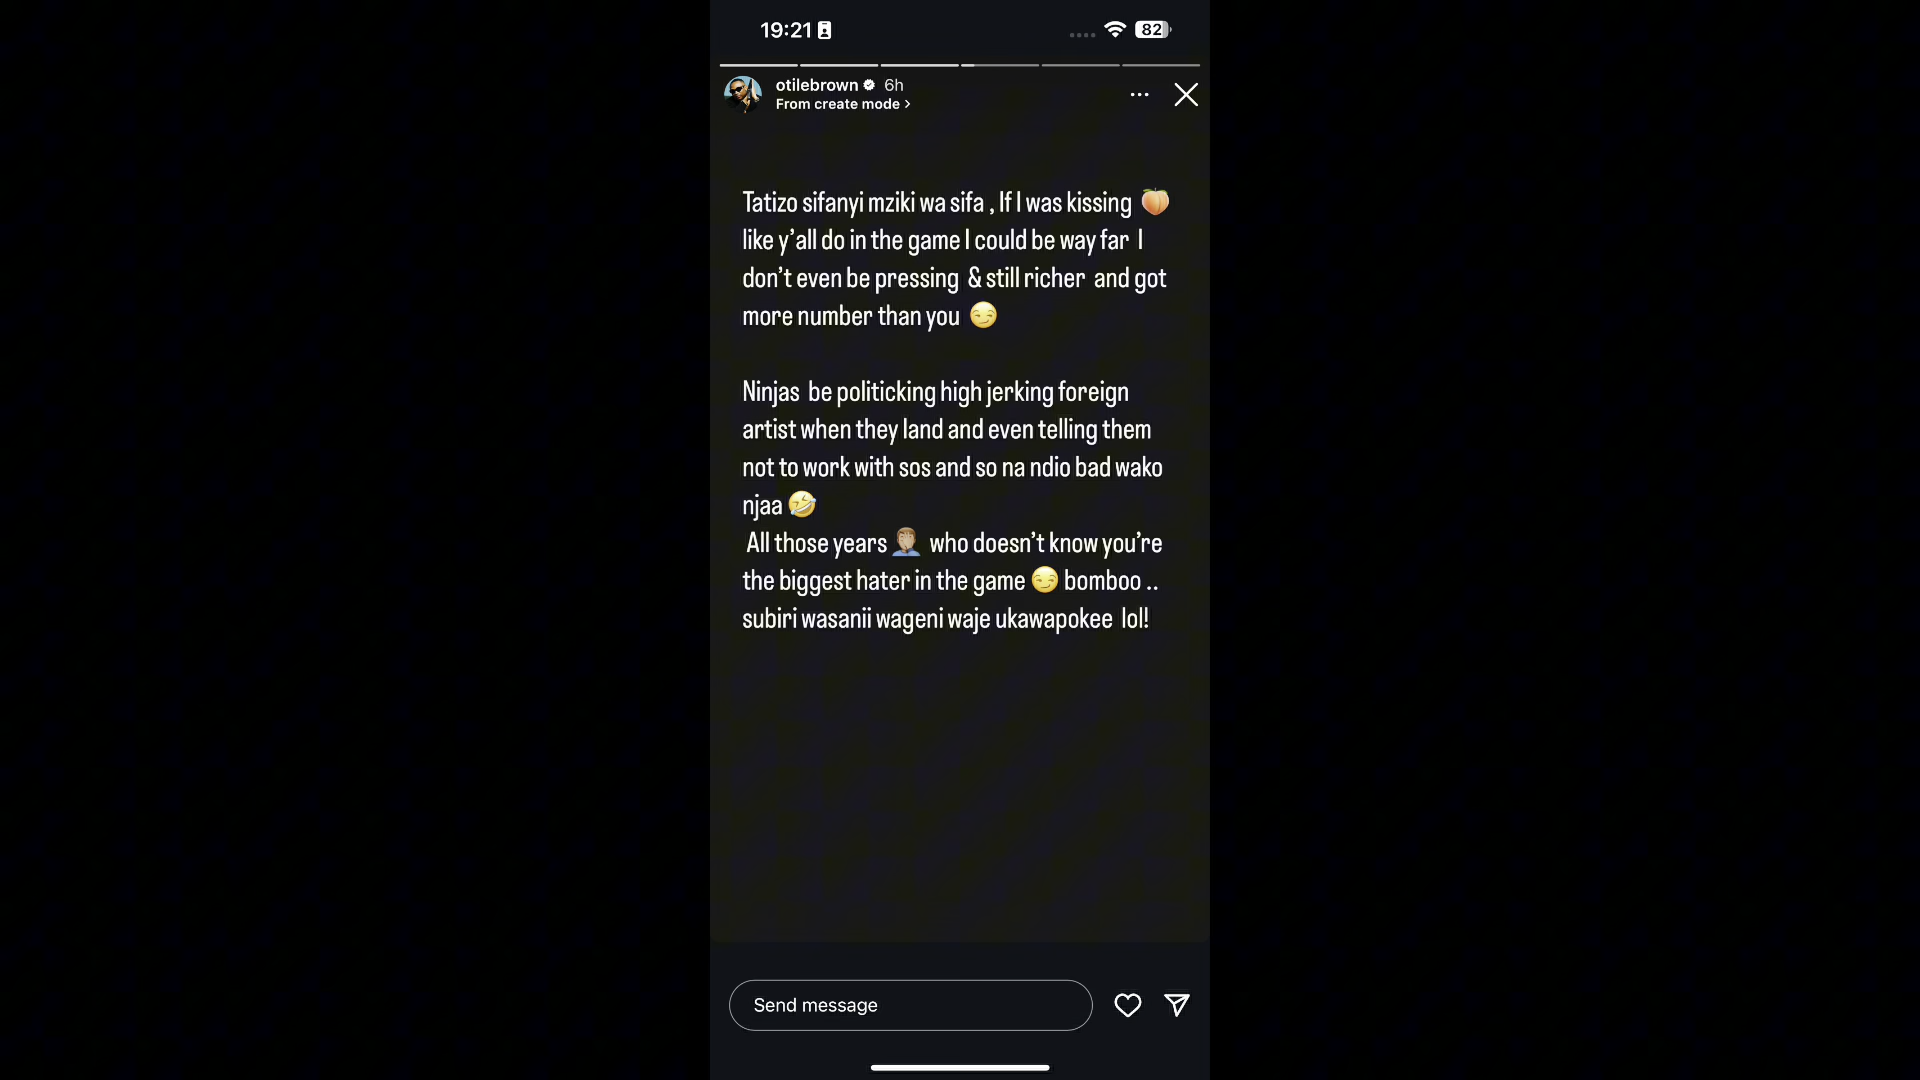 19:21
82
otilebrown 6h
From create mode >
Tatizo sifanyi mziki wa sifa , If I was kissing 🍑
like y'all do in the game I could be way far I
don't even be pressing & still richer and got
more number than you 😏
Ninjas be politicking high jerking foreign
artist when they land and even telling them
not to work with sos and so na ndio bad wako
njaa 🤣
All those years 🤦🏼‍♂️ who doesn't know you're
the biggest hater in the game 😏 bomboo ..
subiri wasanii wageni waje ukawapokee lol!
Send message